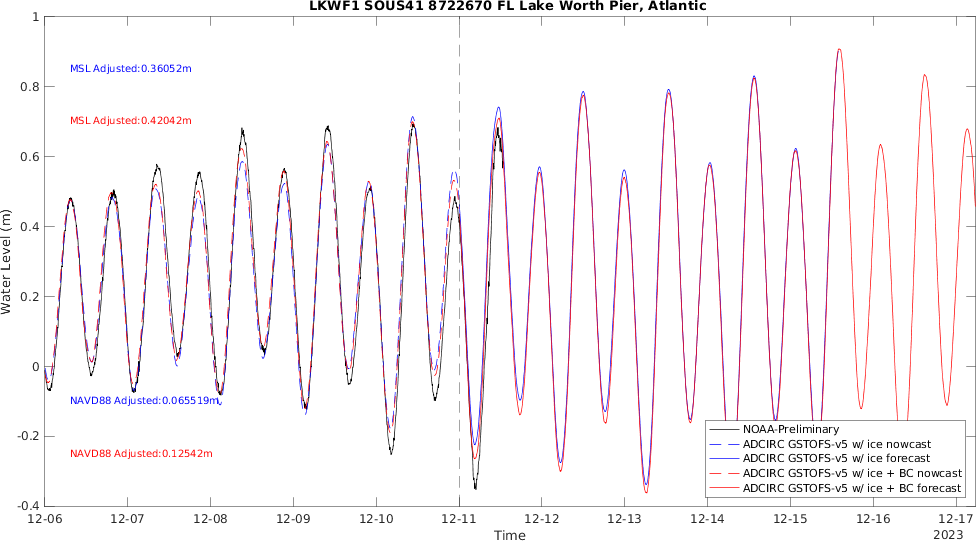 LKWF1 SOUS41 8722670 FL Lake Worth Pier, Atlantic
1
0.8
0.6
0.4
0.2
0
-0.2
-0.4
Water Level (m)
MSL Adjusted:0.36052m
MSL Adjusted:0.42042m
NAVD88 Adjusted:0.065519m
NAVD88 Adjusted:0.12542m
NOAA-Preliminary
ADCIRC GSTOFS-v5 w/ ice nowcast
ADCIRC GSTOFS-v5 w/ ice forecast
ADCIRC GSTOFS-v5 w/ ice + BC nowcast
ADCIRC GSTOFS-v5 w/ ice + BC forecast
12-06 12-07 12-08 12-09 12-10 12-11 12-12 12-13 12-14 12-15 12-16 12-17
Time
2023